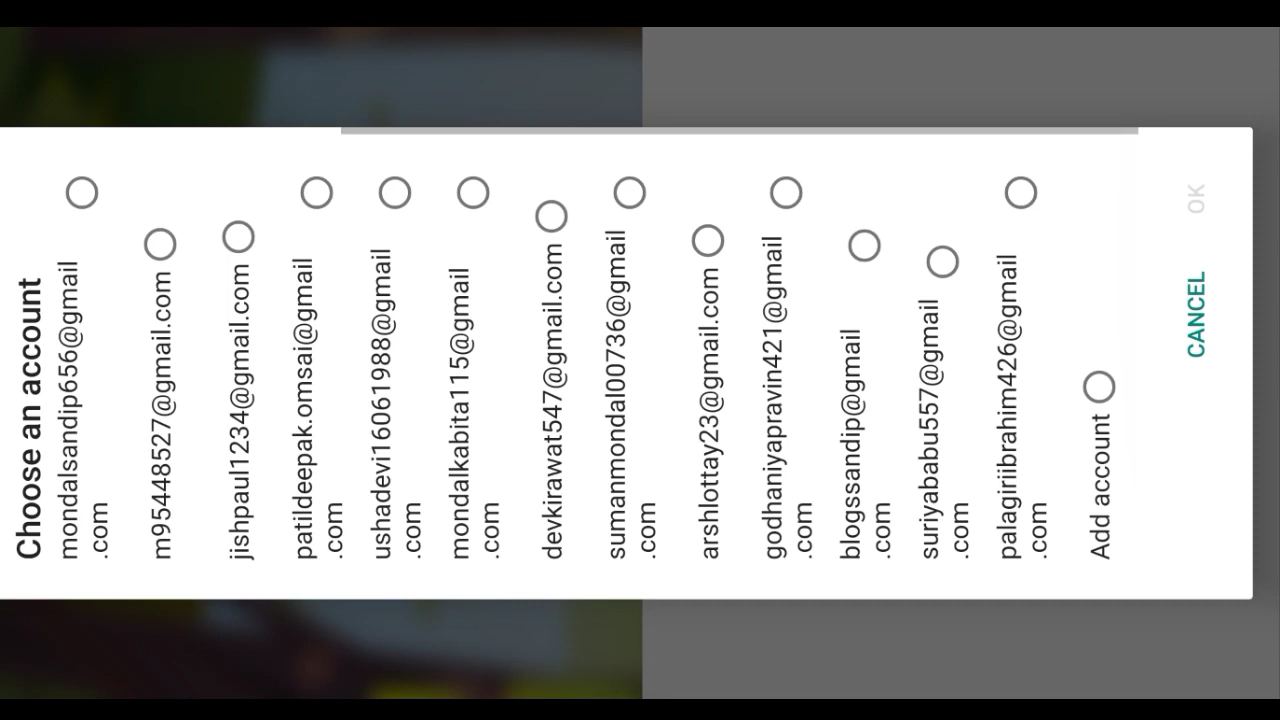 Choose an account
mondalsandip656@gmail
.com
m95448527@gmail.com
jishpaul1234@gmail.com
patildeepak.omsai@gmail
.com
ushadevi16061988@gmail
.com
mondalkabita115@gmail
.com
devkirawat547@gmail.com
sumanmondal00736@gmail
.com
arshlottay23@gmail.com
godhaniyapravin421@gmail
.com
blogssandip@gmail
.com
suriyababu557@gmail
.com
palagiriibrahim426@gmail
.com
Add account
CANCEL OK